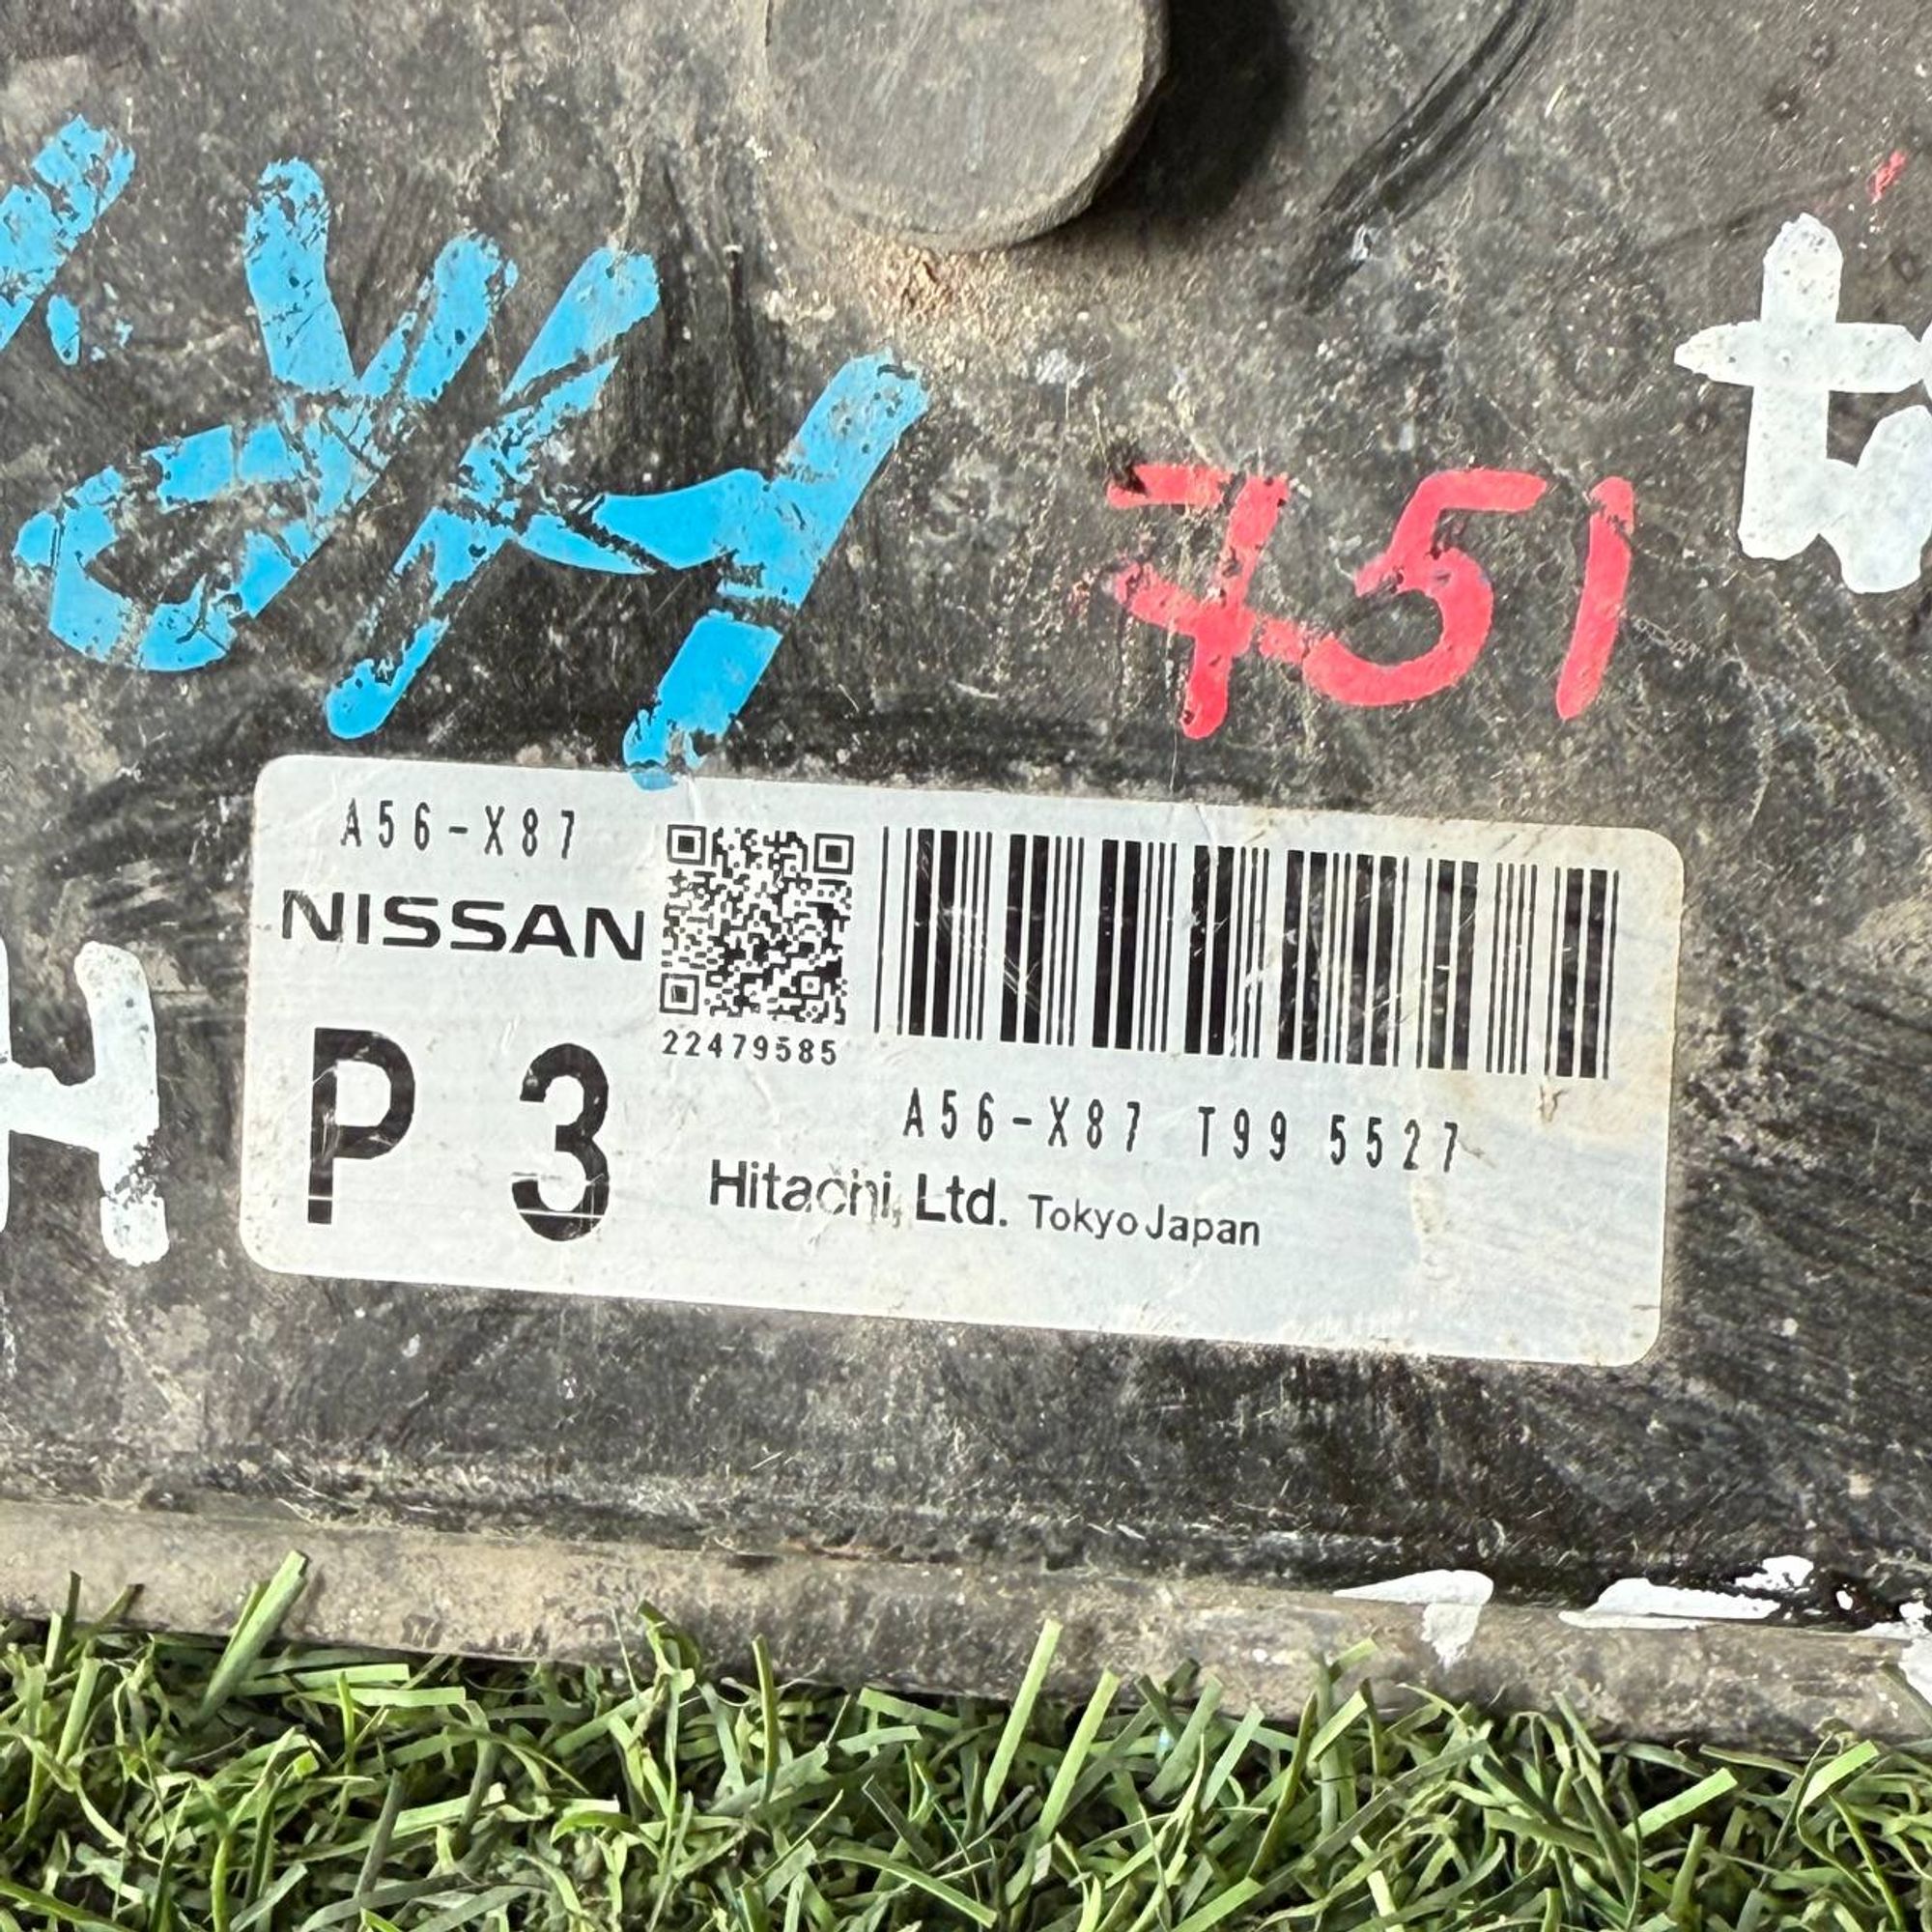 751
A56-X87
NISSAN
22479585
P 3
A56-X87 T99 5527
Hitachi, Ltd. Tokyo Japan